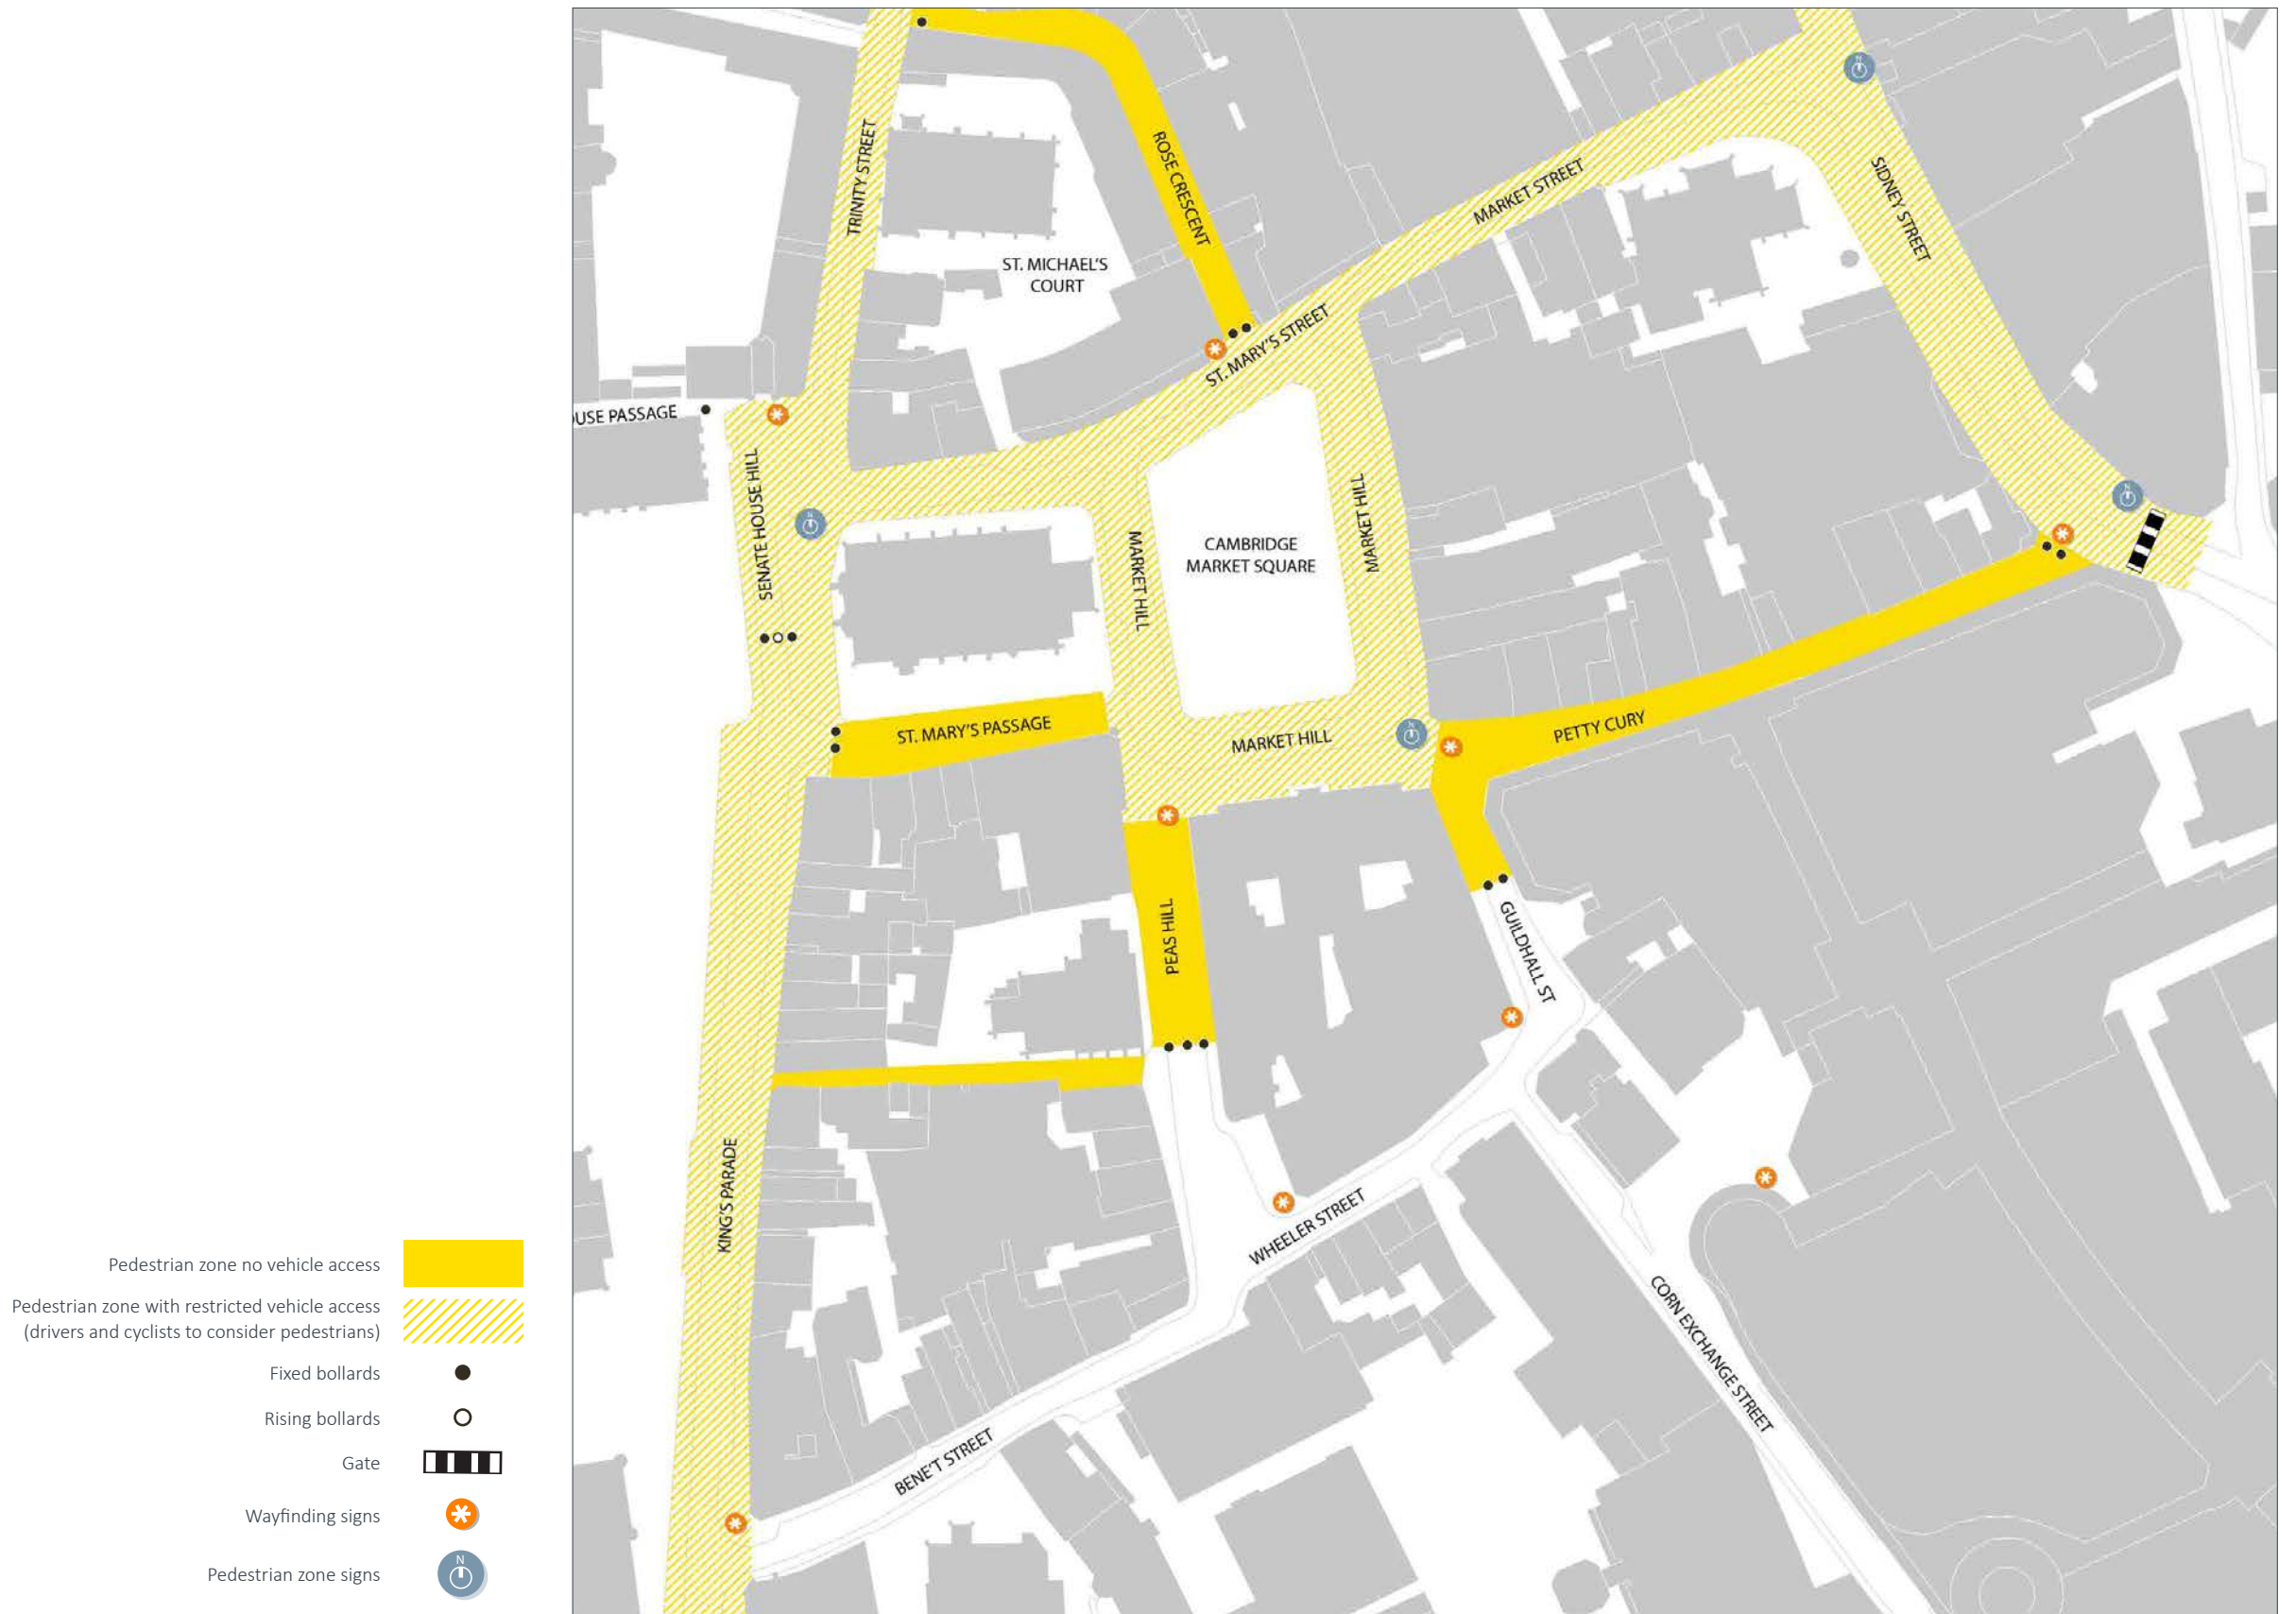 TRINITY STREET
ROSE CRESCENT
MARKET STREET
SIDNEY STREET
ST. MICHAEL'S
COURT
ST. MARY'S STREET
USE PASSAGE
SENATE HOUSE HILL
MARKET HILL
CAMBRIDGE
MARKET SQUARE
MARKET HILL
ST. MARY'S PASSAGE
MARKET HILL
PETTY CURY
PEAS HILL
GUILDHALL ST
KING'S PARADE
WHEELER STREET
CORN EXCHANGE STREET
BENE'T STREET
Pedestrian zone no vehicle access
Pedestrian zone with restricted vehicle access
(drivers and cyclists to consider pedestrians)
Fixed bollards
Rising bollards
Gate
Wayfinding signs
Pedestrian zone signs
N
N
N
N
N